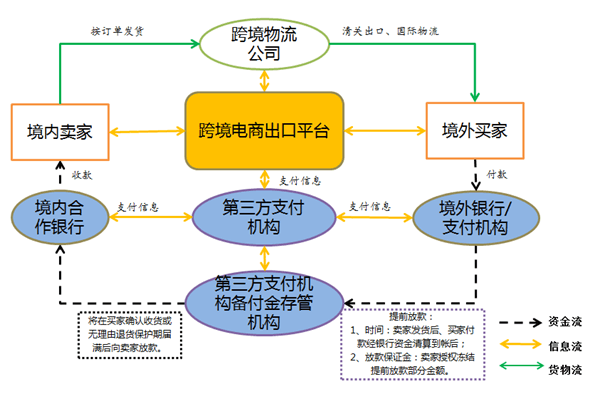 按订单发货
跨境物流
公司
清关出口、国际物流
境内卖家
跨境电商出口平台
境外买家
收款
支付信息
付款
境内合
作银行
支付信息
第三方支付
机构
支付信息
境外银行/
支付机构
第三方支付机
构备付金存管
机构
将在买家确认收货或
无理由退货保护期届
满后向卖家放款。
提前放款：
1、时间：卖家发货后、买家付
款经银行资金清算到帐后；
2、放款保证金：卖家授权冻结
提前放款部分金额。
资金流
信息流
货物流